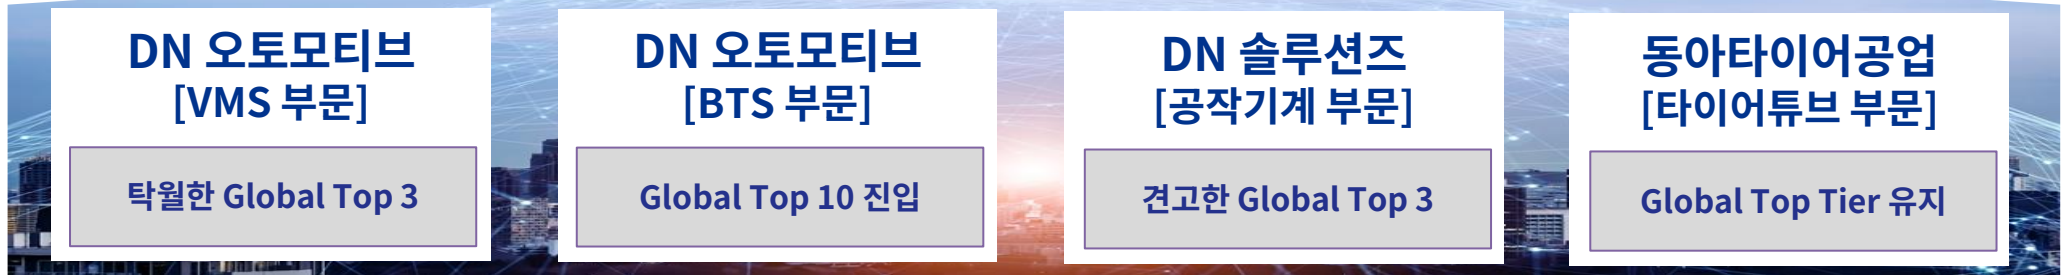 DN 오토모티브
[VMS 부문]
탁월한 Global Top 3
DN 오토모티브
[BTS 부문]
Global Top 10 진입
DN 솔루션즈
[공작기계 부문]
견고한 Global Top 3
동아타이어공업
[타이어튜브 부문]
Global Top Tier 유지